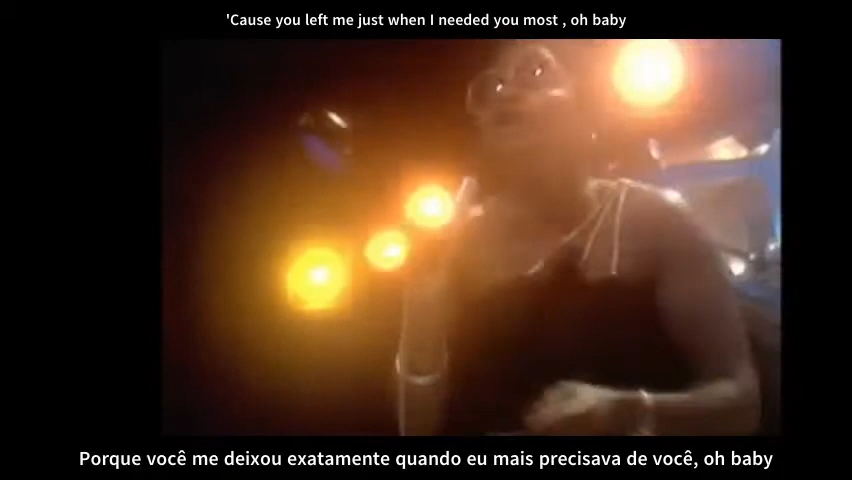 'Cause you left me just when I needed you most , oh baby
Porque você me deixou exatamente quando eu mais precisava de você, oh baby